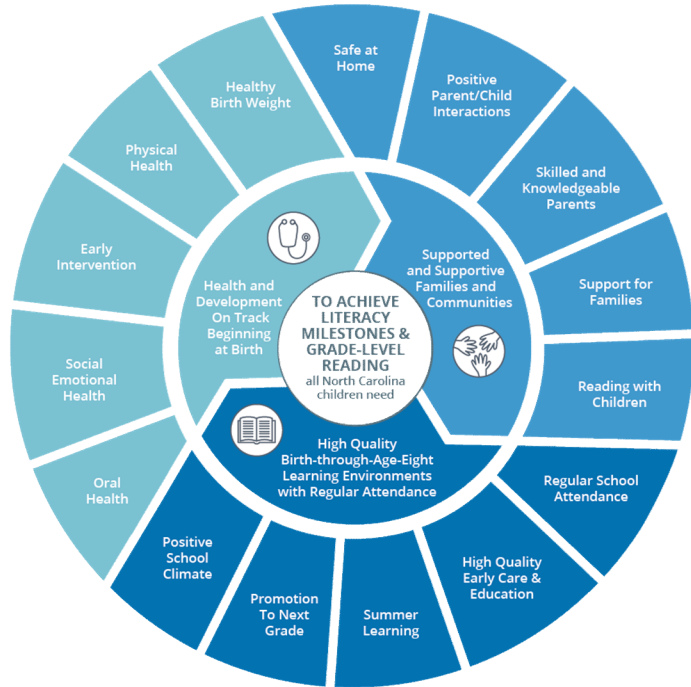 TO ACHIEVE
LITERACY
MILESTONES &
GRADE-LEVEL
READING
all North Carolina
children need
Health and
Development
On Track
Beginning
at Birth
Supported
and Supportive
Families and
Communities
High Quality
Birth-through-Age-Eight
Learning Environments
with Regular Attendance
Healthy
Birth Weight
Safe at
Home
Positive
Parent/Child
Interactions
Skilled and
Knowledgeable
Parents
Support for
Families
Reading with
Children
Regular School
Attendance
High Quality
Early Care &
Education
Summer
Learning
Promotion
To Next
Grade
Positive
School
Climate
Oral
Health
Social
Emotional
Health
Early
Intervention
Physical
Health